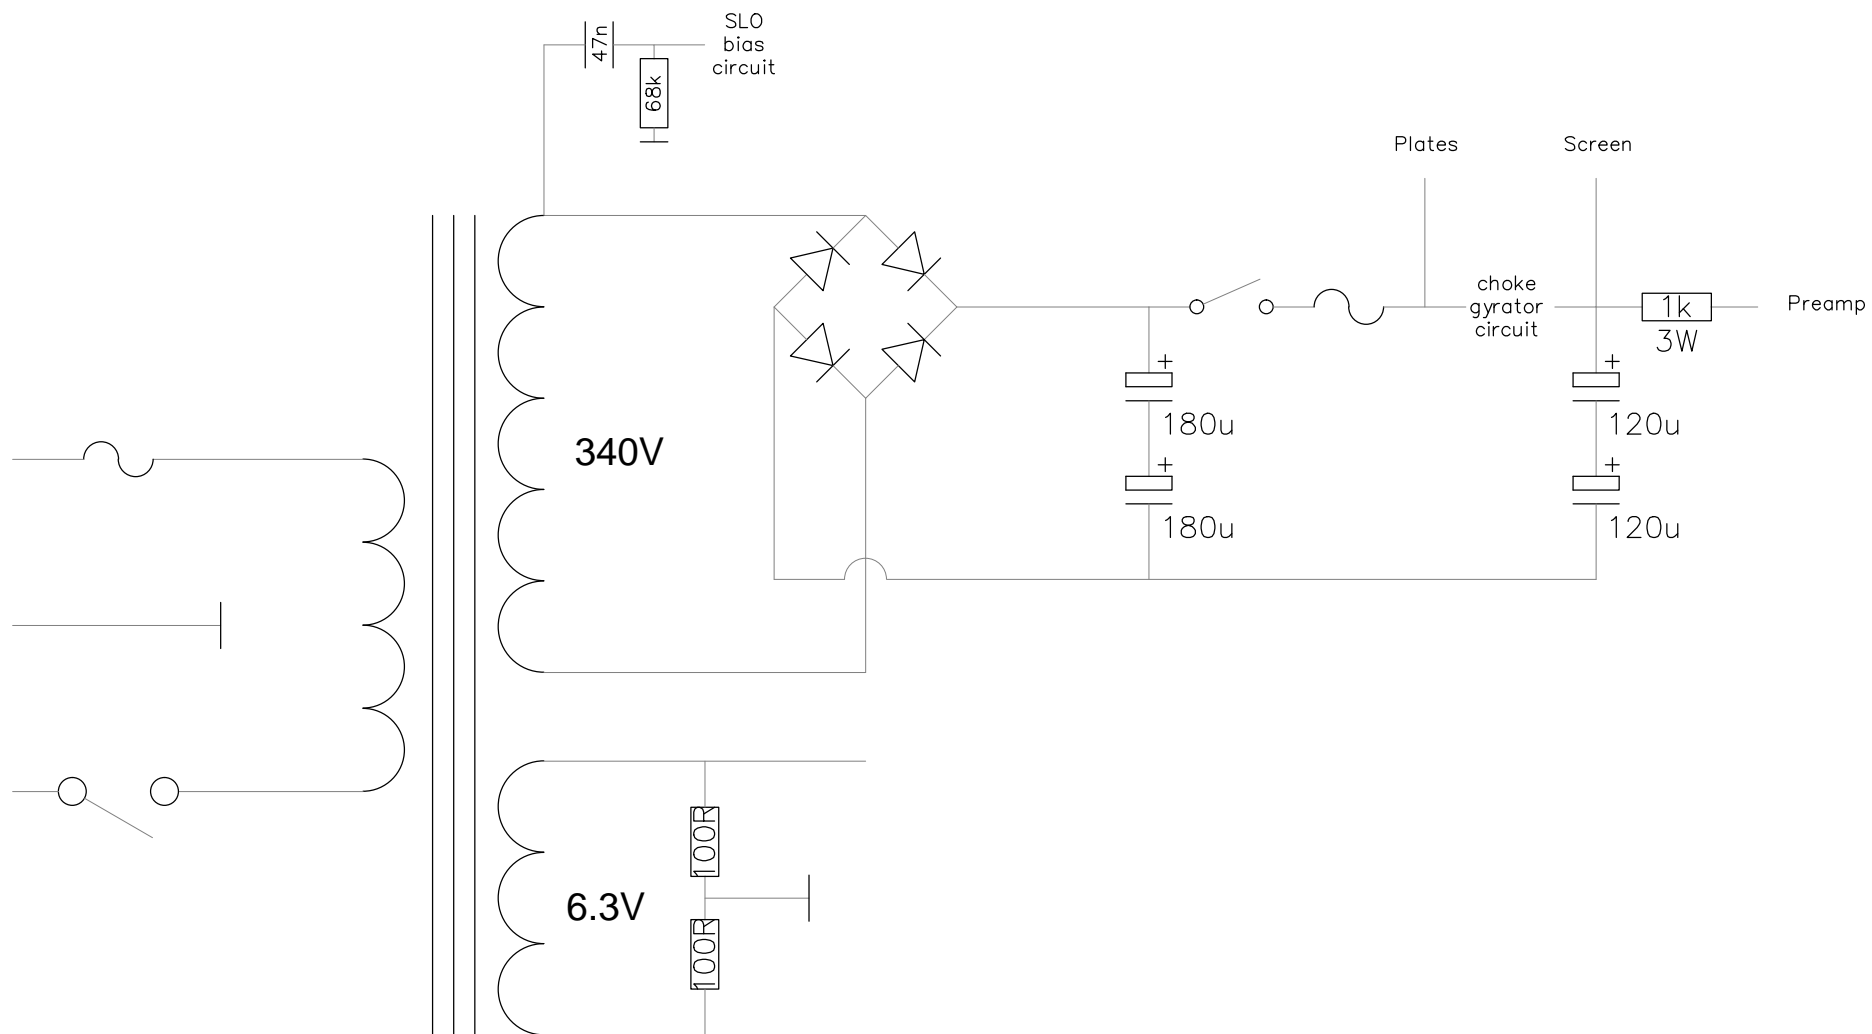 SLO
bias
circuit
47n
68k
Plates
Screen
choke
gyrator
circuit
1k
3W
Preamp
+
180u
+
180u
+
120u
+
120u
340V
6.3V
100R
100R